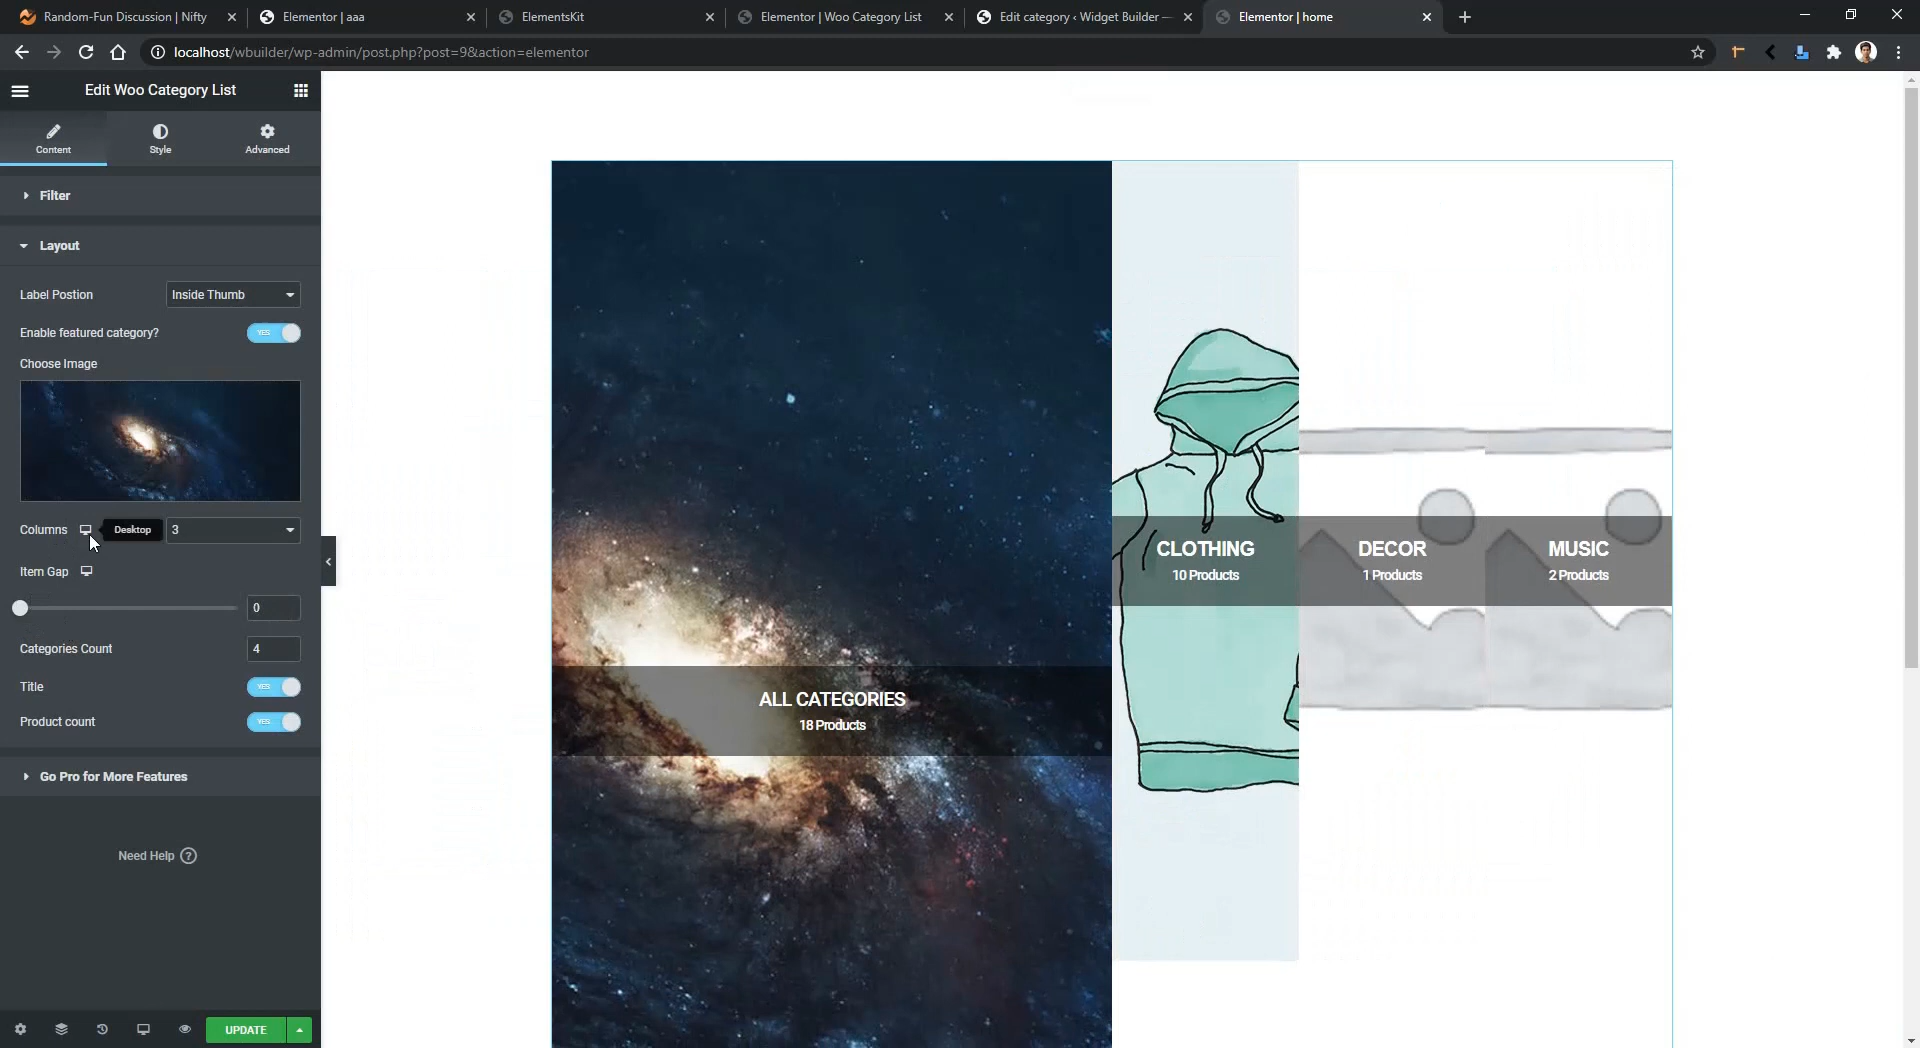 Random-Fun Discussion | Nifty
Elementor | aaa
ElementsKit
Elementor | Woo Category List
Edit category ‹ Widget Builder —
Elementor | home
localhost/wbuilder/wp-admin/post.php?post=9&action=elementor
Edit Woo Category List
Content
Style
Advanced
Filter
Layout
Label Postion
Inside Thumb
Enable featured category?
YES
Choose Image
Columns
Desktop
3
Item Gap
0
Categories Count
4
Title
YES
Product count
YES
Go Pro for More Features
Need Help ?
UPDATE
ALL CATEGORIES
18 Products
CLOTHING
10 Products
DECOR
1 Products
MUSIC
2 Products